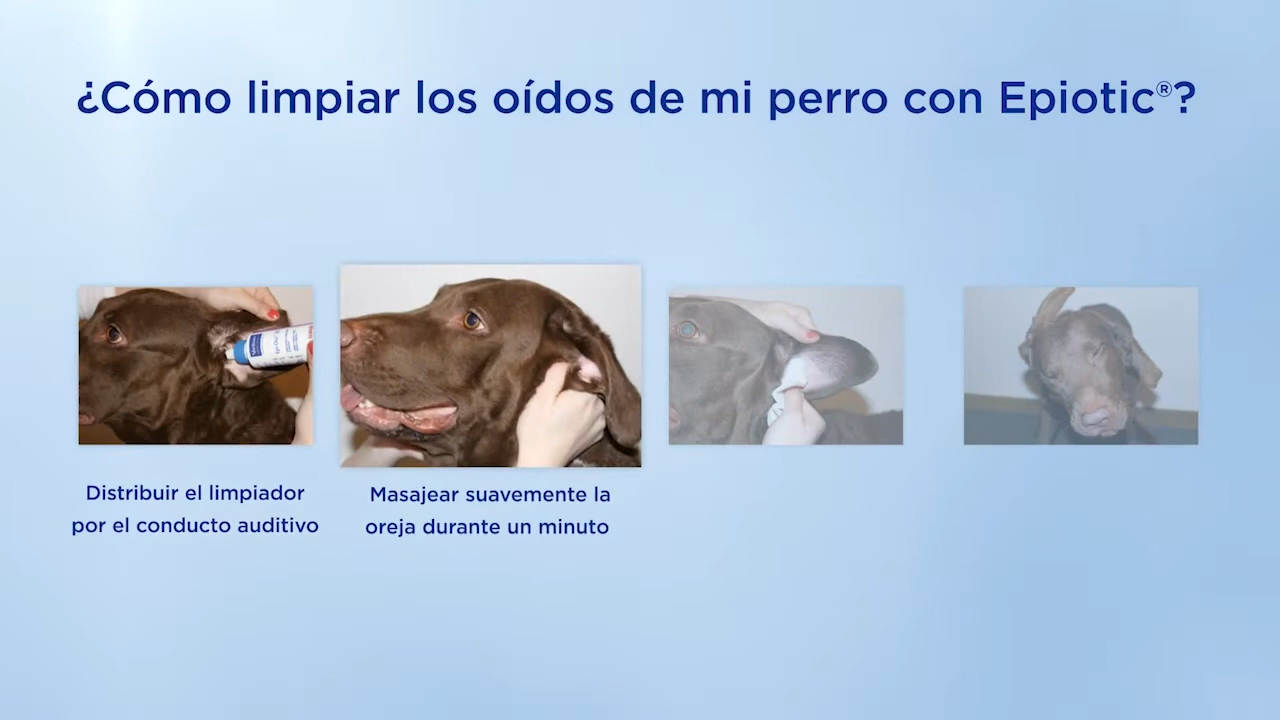 ¿Cómo limpiar los oídos de mi perro con Epiotic®?
Distribuir el limpiador
por el conducto auditivo
Masajear suavemente la
oreja durante un minuto